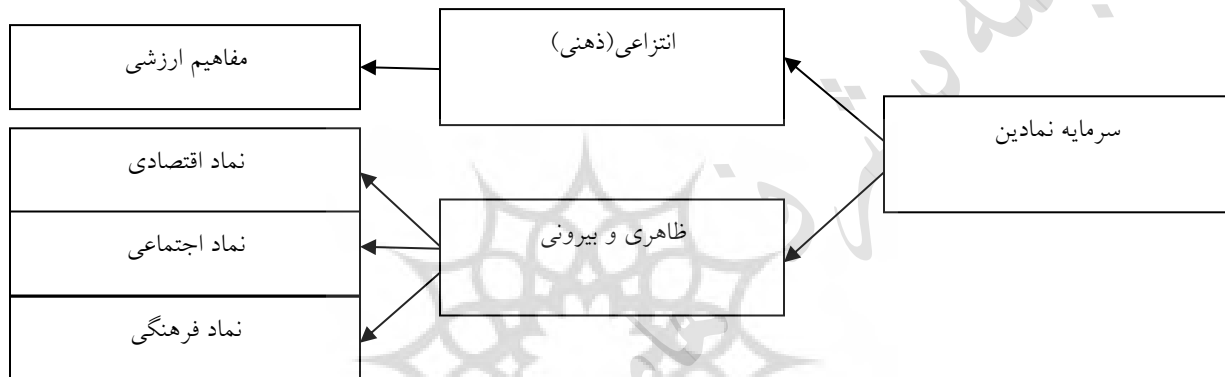 سرمایه نمادین
انتزاعی(ذهنی)
مفاهیم ارزشی
ظاهری و بیرونی
نماد اقتصادی
نماد اجتماعی
نماد فرهنگی